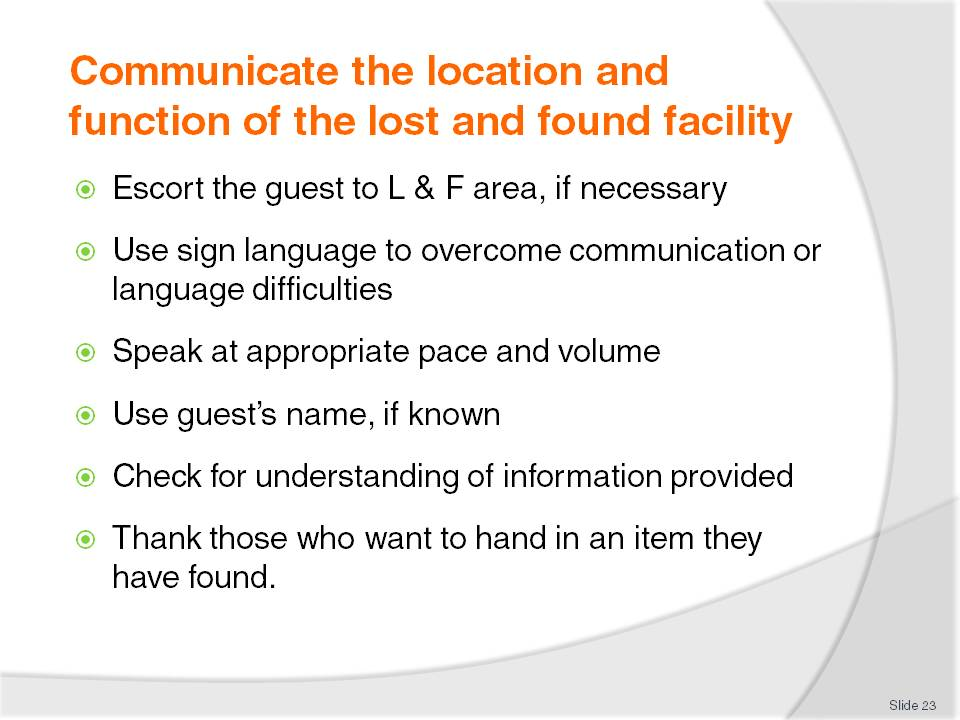 Communicate the location and
function of the lost and found facility
Escort the guest to L & F area, if necessary
Use sign language to overcome communication or
language difficulties
Speak at appropriate pace and volume
Use guest’s name, if known
Check for understanding of information provided
Thank those who want to hand in an item they
have found.
Slide 23